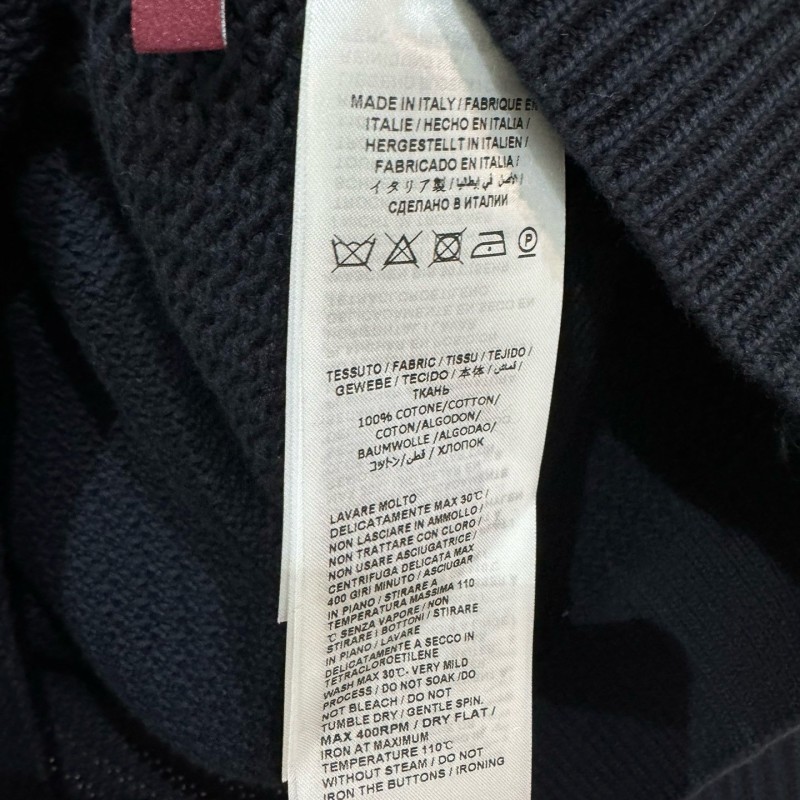 MADE IN ITALY / FABRIQUE EN
ITALIE / HECHO EN ITALIA /
HERGESTELLT IN ITALIEN /
FABRICADO EN ITALIA /
イタリア製 / الأصل في إيطاليا /
СДЕЛАНО В ИТАЛИИ
P
TESSUTO / FABRIC / TISSU / TEJIDO /
GEWEBE / TECIDO / 本体 / قماش /
ТКАНЬ
100% COTONE/COTTON/
COTON/ALGODON/
BAUMWOLLE /ALGODAO/
コットン/ قطن / ХЛОПОК
LAVARE MOLTO
DELICATAMENTE MAX 30℃ /
NON LASCIARE IN AMMOLLO /
NON TRATTARE CON CLORO /
NON USARE ASCIUGATRICE /
CENTRIFUGA DELICATA MAX
400 GIRI MINUTO / ASCIUGAR
IN PIANO / STIRARE A
TEMPERATURA MASSIMA 110
℃ SENZA VAPORE / NON
STIRARE I BOTTONI / STIRARE
IN PIANO / LAVARE
DELICATAMENTE A SECCO IN
TETRACLOROETILENE
WASH MAX 30℃- VERY MILD
PROCESS / DO NOT SOAK /DO
NOT BLEACH / DO NOT
TUMBLE DRY / GENTLE SPIN.
MAX 400RPM / DRY FLAT /
IRON AT MAXIMUM
TEMPERATURE 110℃
WITHOUT STEAM / DO NOT
IRON THE BUTTONS / IRONING